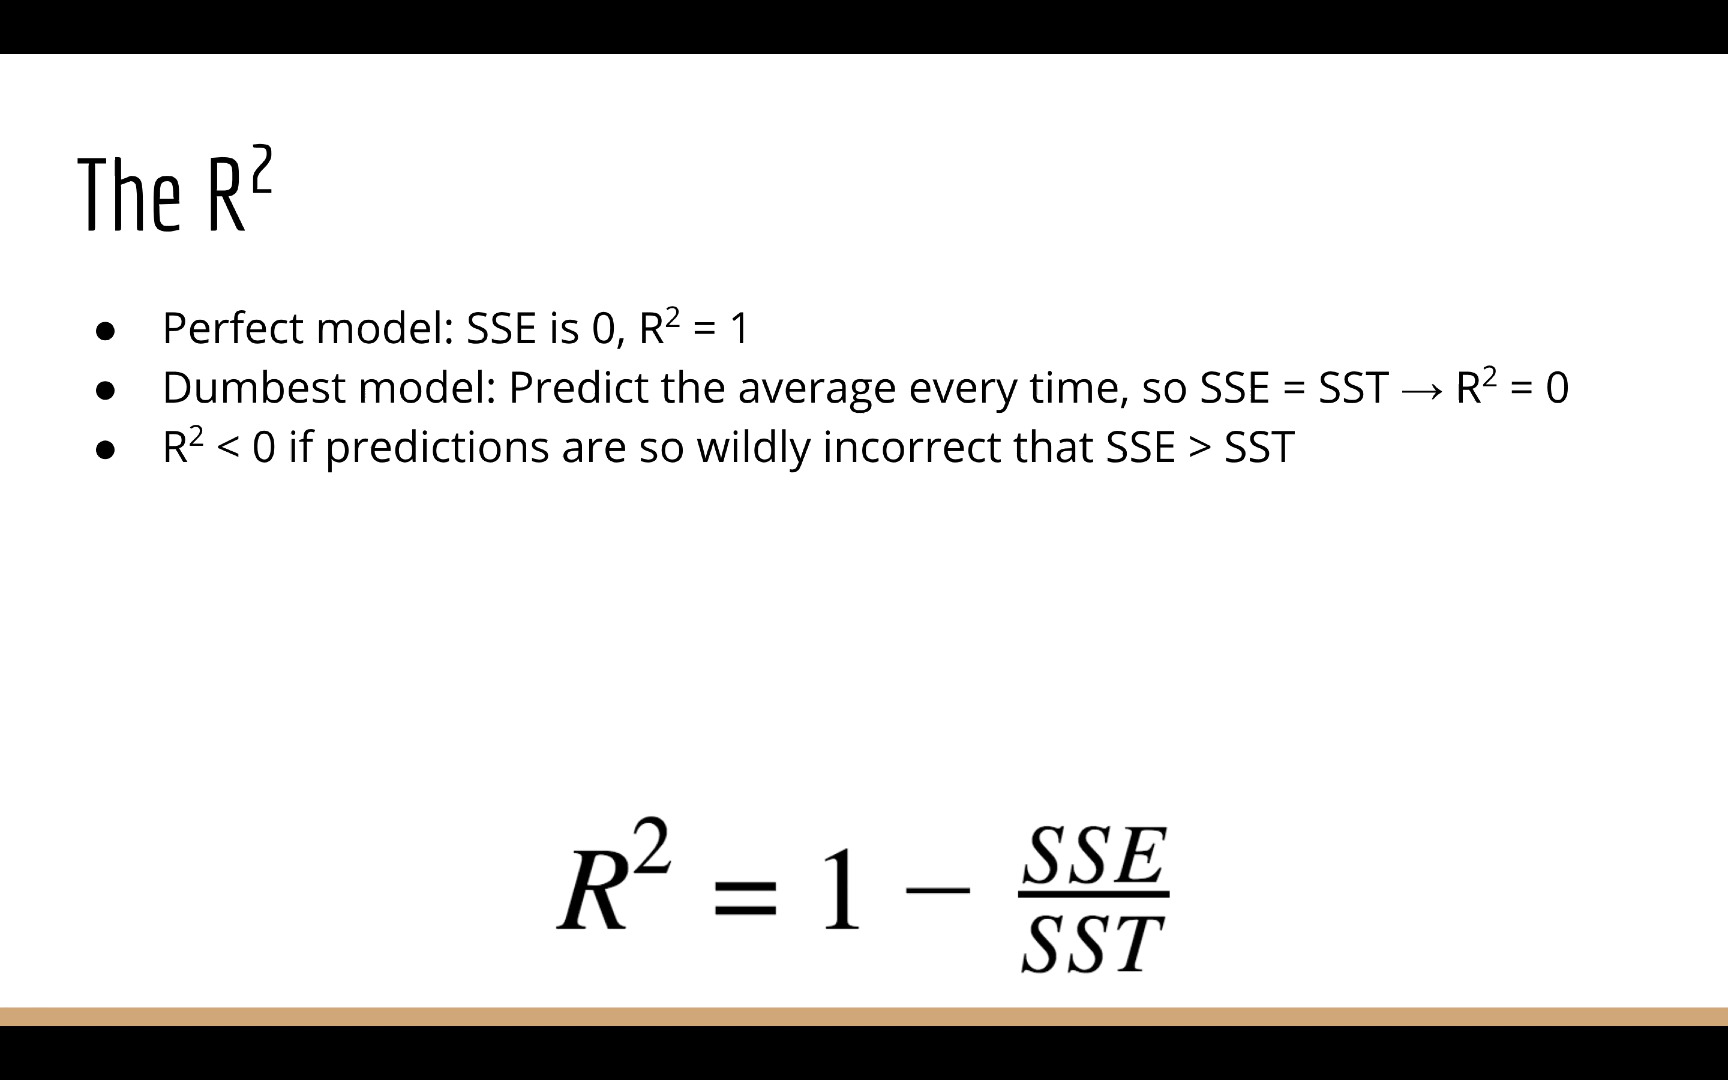 The R²
● Perfect model: SSE is 0, R² = 1
● Dumbest model: Predict the average every time, so SSE = SST → R² = 0
● R² < 0 if predictions are so wildly incorrect that SSE > SST
R² = 1 − SSE/SST